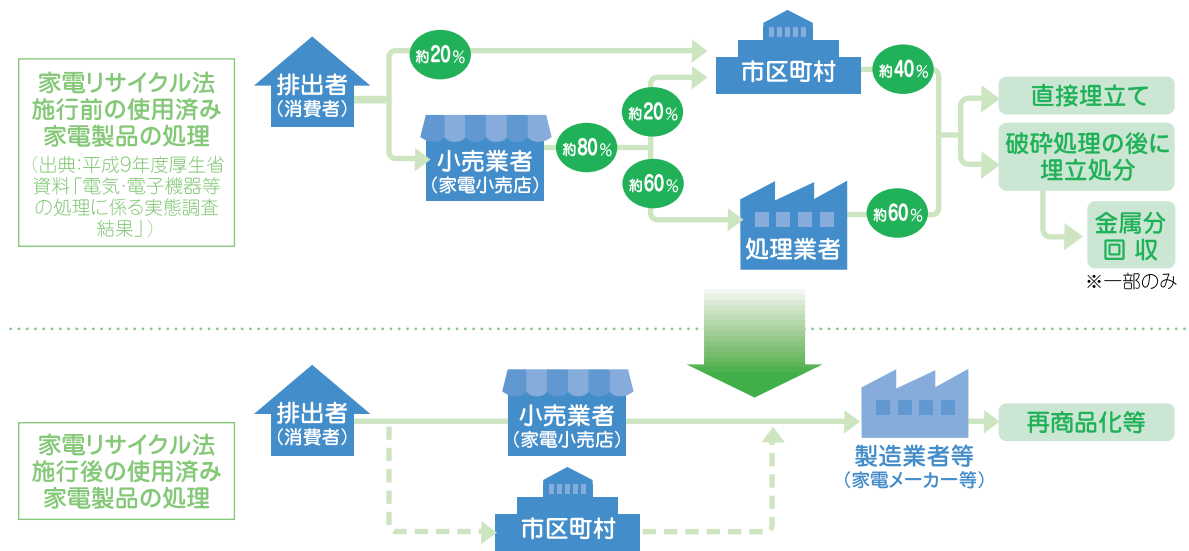 家電リサイクル法
施行前の使用済み
家電製品の処理
（出典：平成9年度厚生省
資料「電気・電子機器等
の処理に係る実態調査
結果」）
排出者
（消費者）
約20%
小売業者
（家電小売店）
約80%
約20%
約60%
市区町村
処理業者
約40%
約60%
直接埋立て
破砕処理の後に
埋立処分
金属分
回収
※一部のみ
家電リサイクル法
施行後の使用済み
家電製品の処理
排出者
（消費者）
小売業者
（家電小売店）
市区町村
製造業者等
（家電メーカー等）
再商品化等